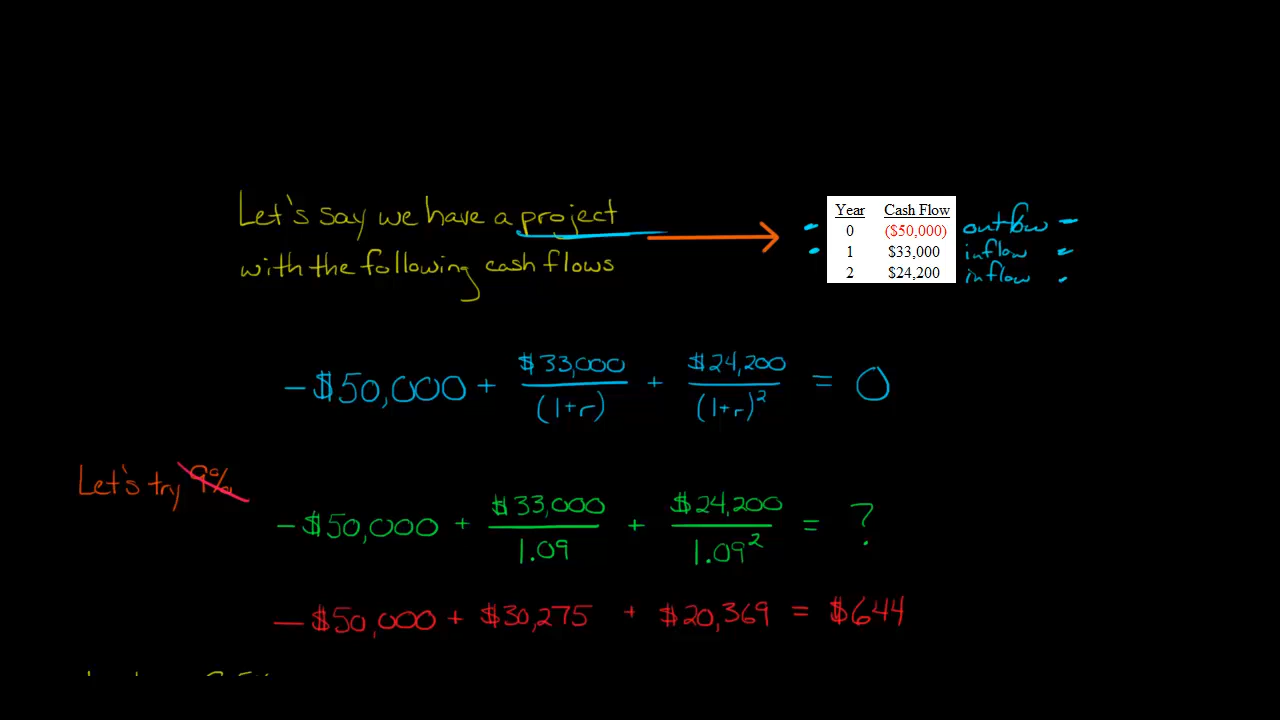 Let's say we have a project
with the following cash flows
Year Cash Flow
0 ($50,000) outflow
1 $33,000 inflow
2 $24,200 inflow
-$50,000 + $33,000/(1+r) + $24,200/(1+r)² = 0
Let's try 9%
-$50,000 + $33,000/1.09 + $24,200/1.09² = ?
-$50,000 + $30,275 + $20,369 = $644